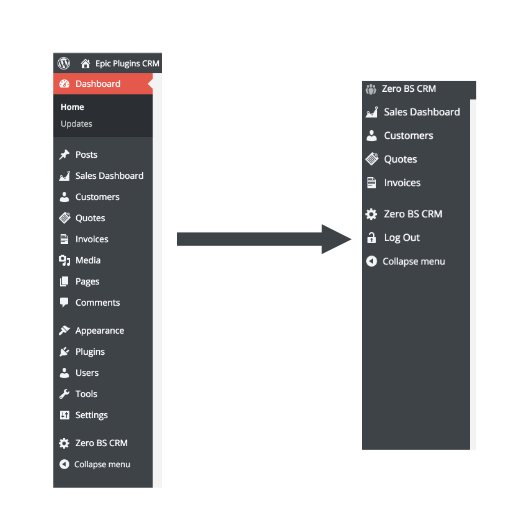 Epic Plugins CRM
Dashboard
Home
Updates
Posts
Sales Dashboard
Customers
Quotes
Invoices
Media
Pages
Comments
Appearance
Plugins
Users
Tools
Settings
Zero BS CRM
Collapse menu
Zero BS CRM
Sales Dashboard
Customers
Quotes
Invoices
Zero BS CRM
Log Out
Collapse menu